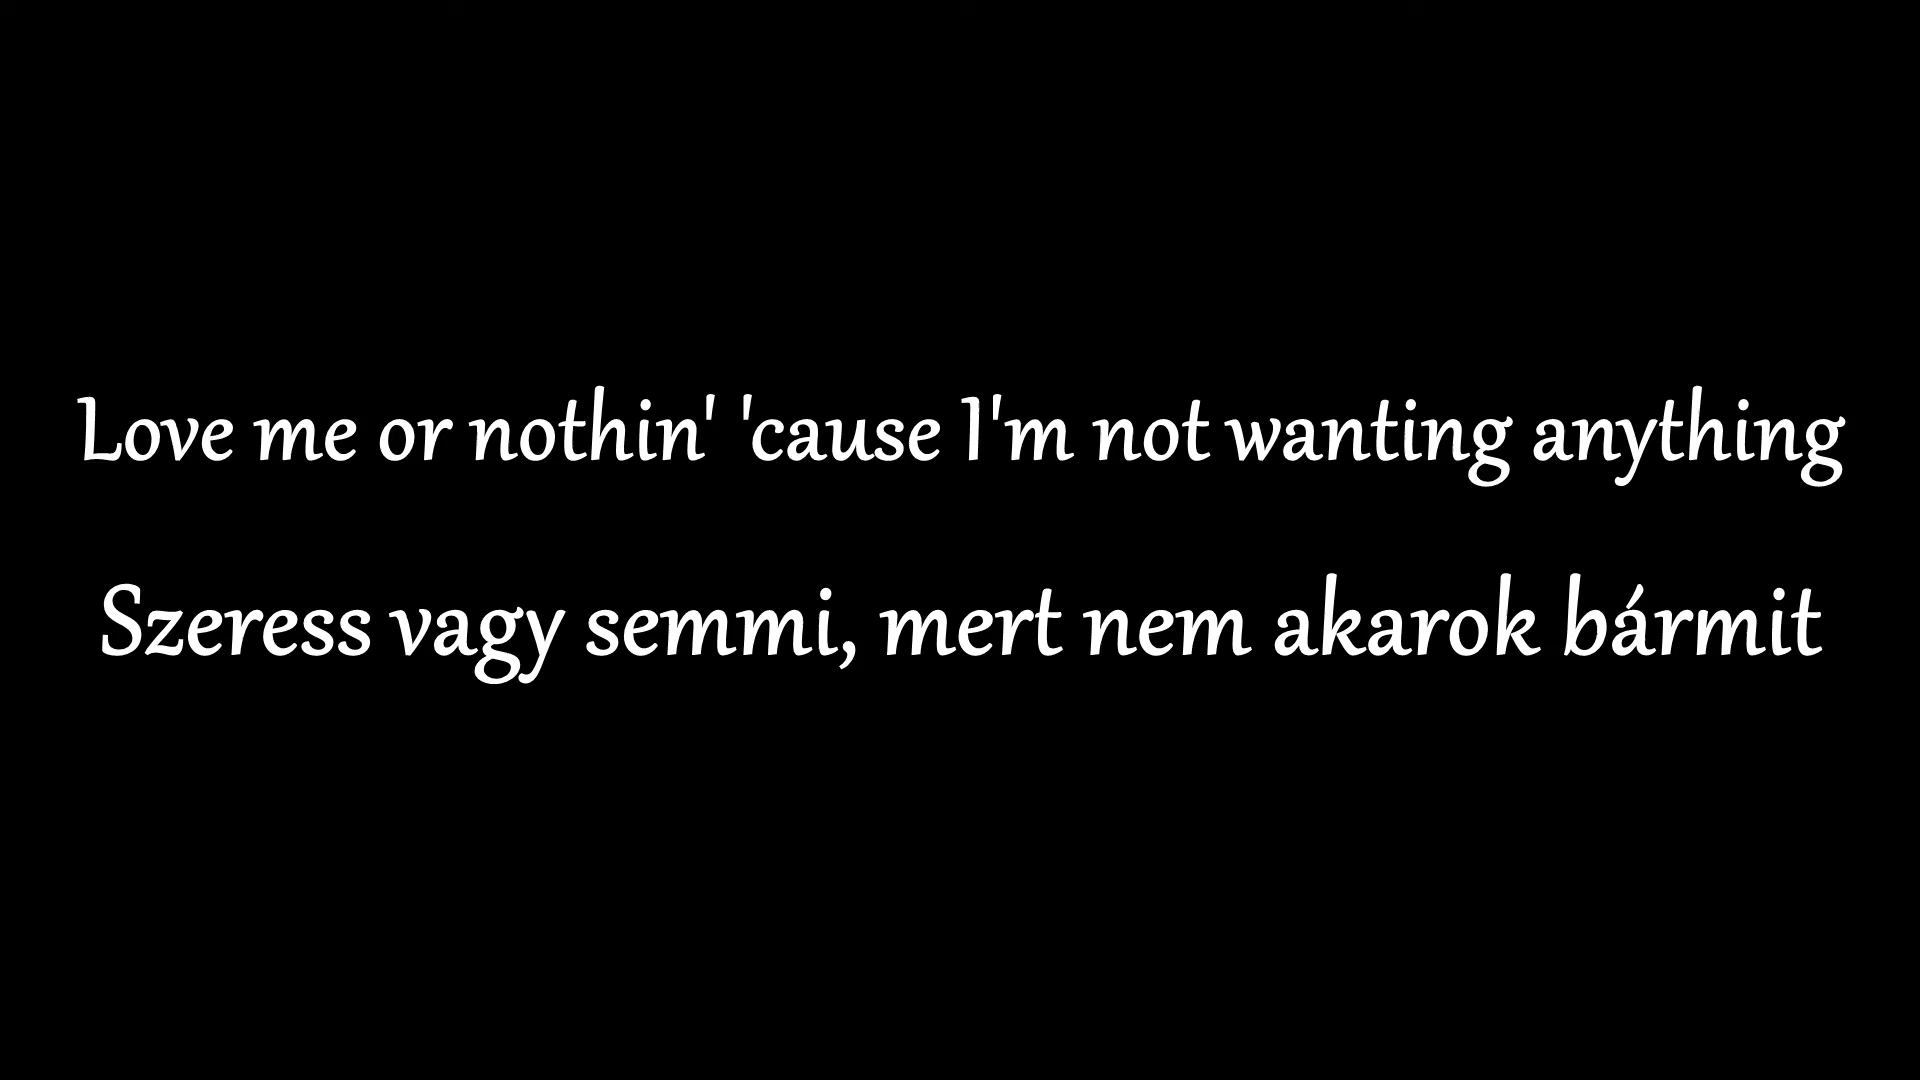 Love me or nothin' 'cause I'm not wanting anything
Szeress vagy semmi, mert nem akarok bármit